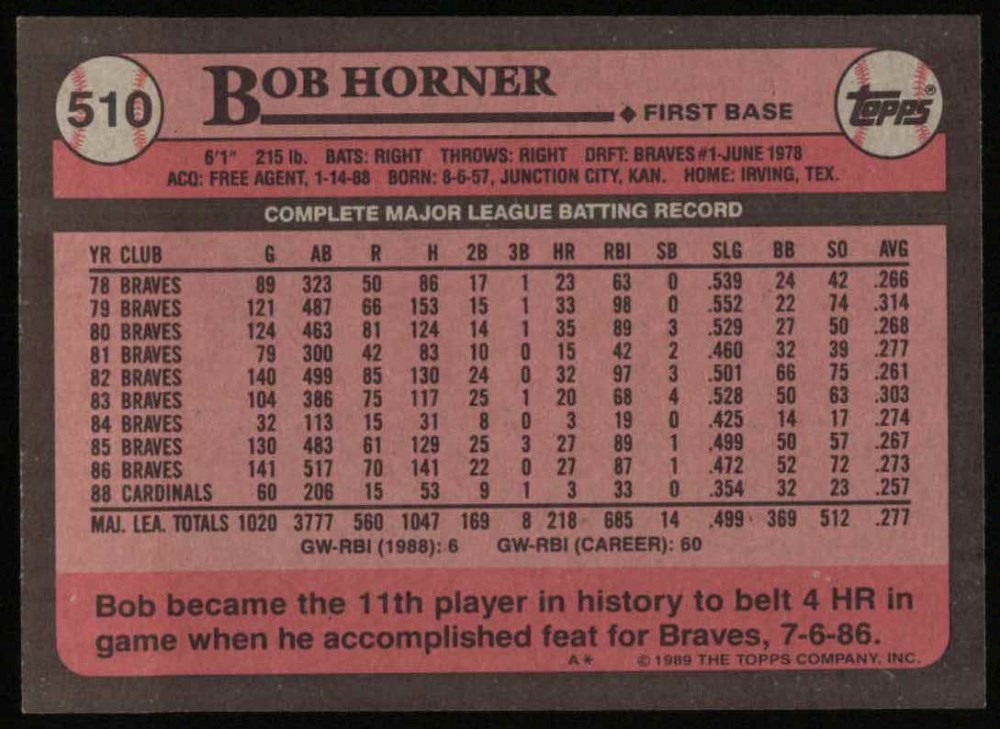 510
BOB HORNER
◆ FIRST BASE
TOPPS®
6'1" 215 lb. BATS: RIGHT THROWS: RIGHT DRFT: BRAVES #1-JUNE 1978
ACQ: FREE AGENT, 1-14-88 BORN: 8-6-57, JUNCTION CITY, KAN. HOME: IRVING, TEX.
COMPLETE MAJOR LEAGUE BATTING RECORD
YR CLUB G AB R H 2B 3B HR RBI SB SLG BB SO AVG
78 BRAVES 89 323 50 86 17 1 23 63 0 .539 24 42 .266
79 BRAVES 121 487 66 153 15 1 33 98 0 .552 22 74 .314
80 BRAVES 124 463 81 124 14 1 35 89 3 .529 27 50 .268
81 BRAVES 79 300 42 83 10 0 15 42 2 .460 32 39 .277
82 BRAVES 140 499 85 130 24 0 32 97 3 .501 66 75 .261
83 BRAVES 104 386 75 117 25 1 20 68 4 .528 50 63 .303
84 BRAVES 32 113 15 31 8 0 3 19 0 .425 14 17 .274
85 BRAVES 130 483 61 129 25 3 27 89 1 .499 50 57 .267
86 BRAVES 141 517 70 141 22 0 27 87 1 .472 52 72 .273
88 CARDINALS 60 206 15 53 9 1 3 33 0 .354 32 23 .257
MAJ. LEA. TOTALS 1020 3777 560 1047 169 8 218 685 14 .499 369 512 .277
GW-RBI (1988): 6 GW-RBI (CAREER): 60
Bob became the 11th player in history to belt 4 HR in
game when he accomplished feat for Braves, 7-6-86.
A* © 1989 THE TOPPS COMPANY, INC.